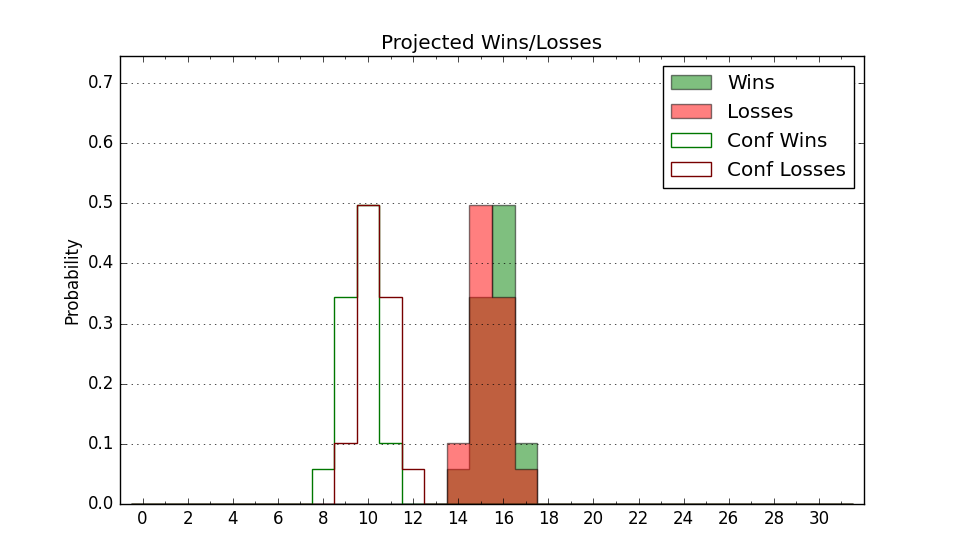 Projected Wins/Losses
Wins
Losses
Conf Wins
Conf Losses
Probability
0.7
0.6
0.5
0.4
0.3
0.2
0.1
0.0
0 2 4 6 8 10 12 14 16 18 20 22 24 26 28 30